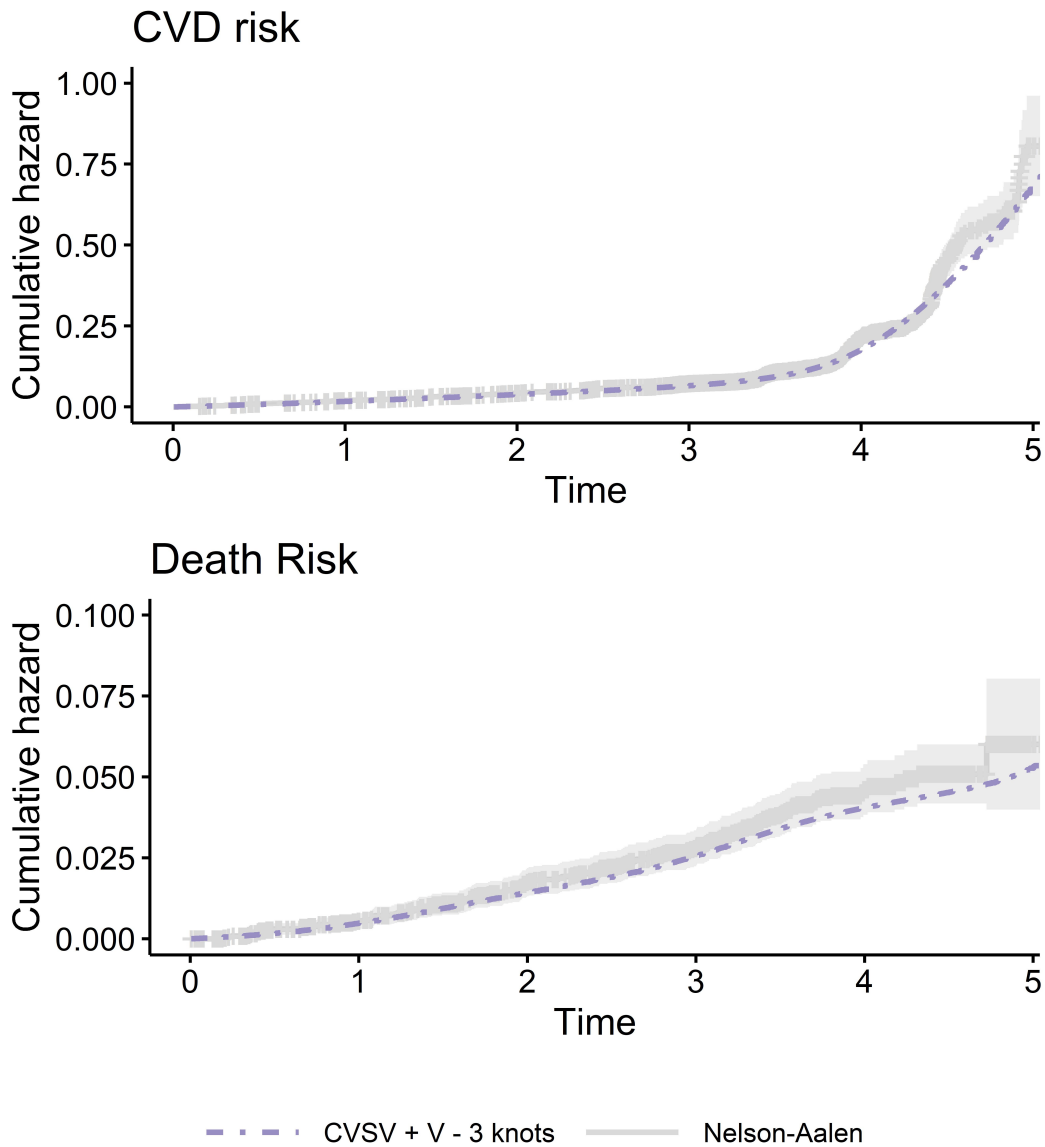 CVD risk
1.00
0.75
0.50
0.25
0.00
Cumulative hazard
0 1 2 3 4 5
Time
Death Risk
0.100
0.075
0.050
0.025
0.000
Cumulative hazard
0 1 2 3 4 5
Time
CVSV + V - 3 knots Nelson-Aalen